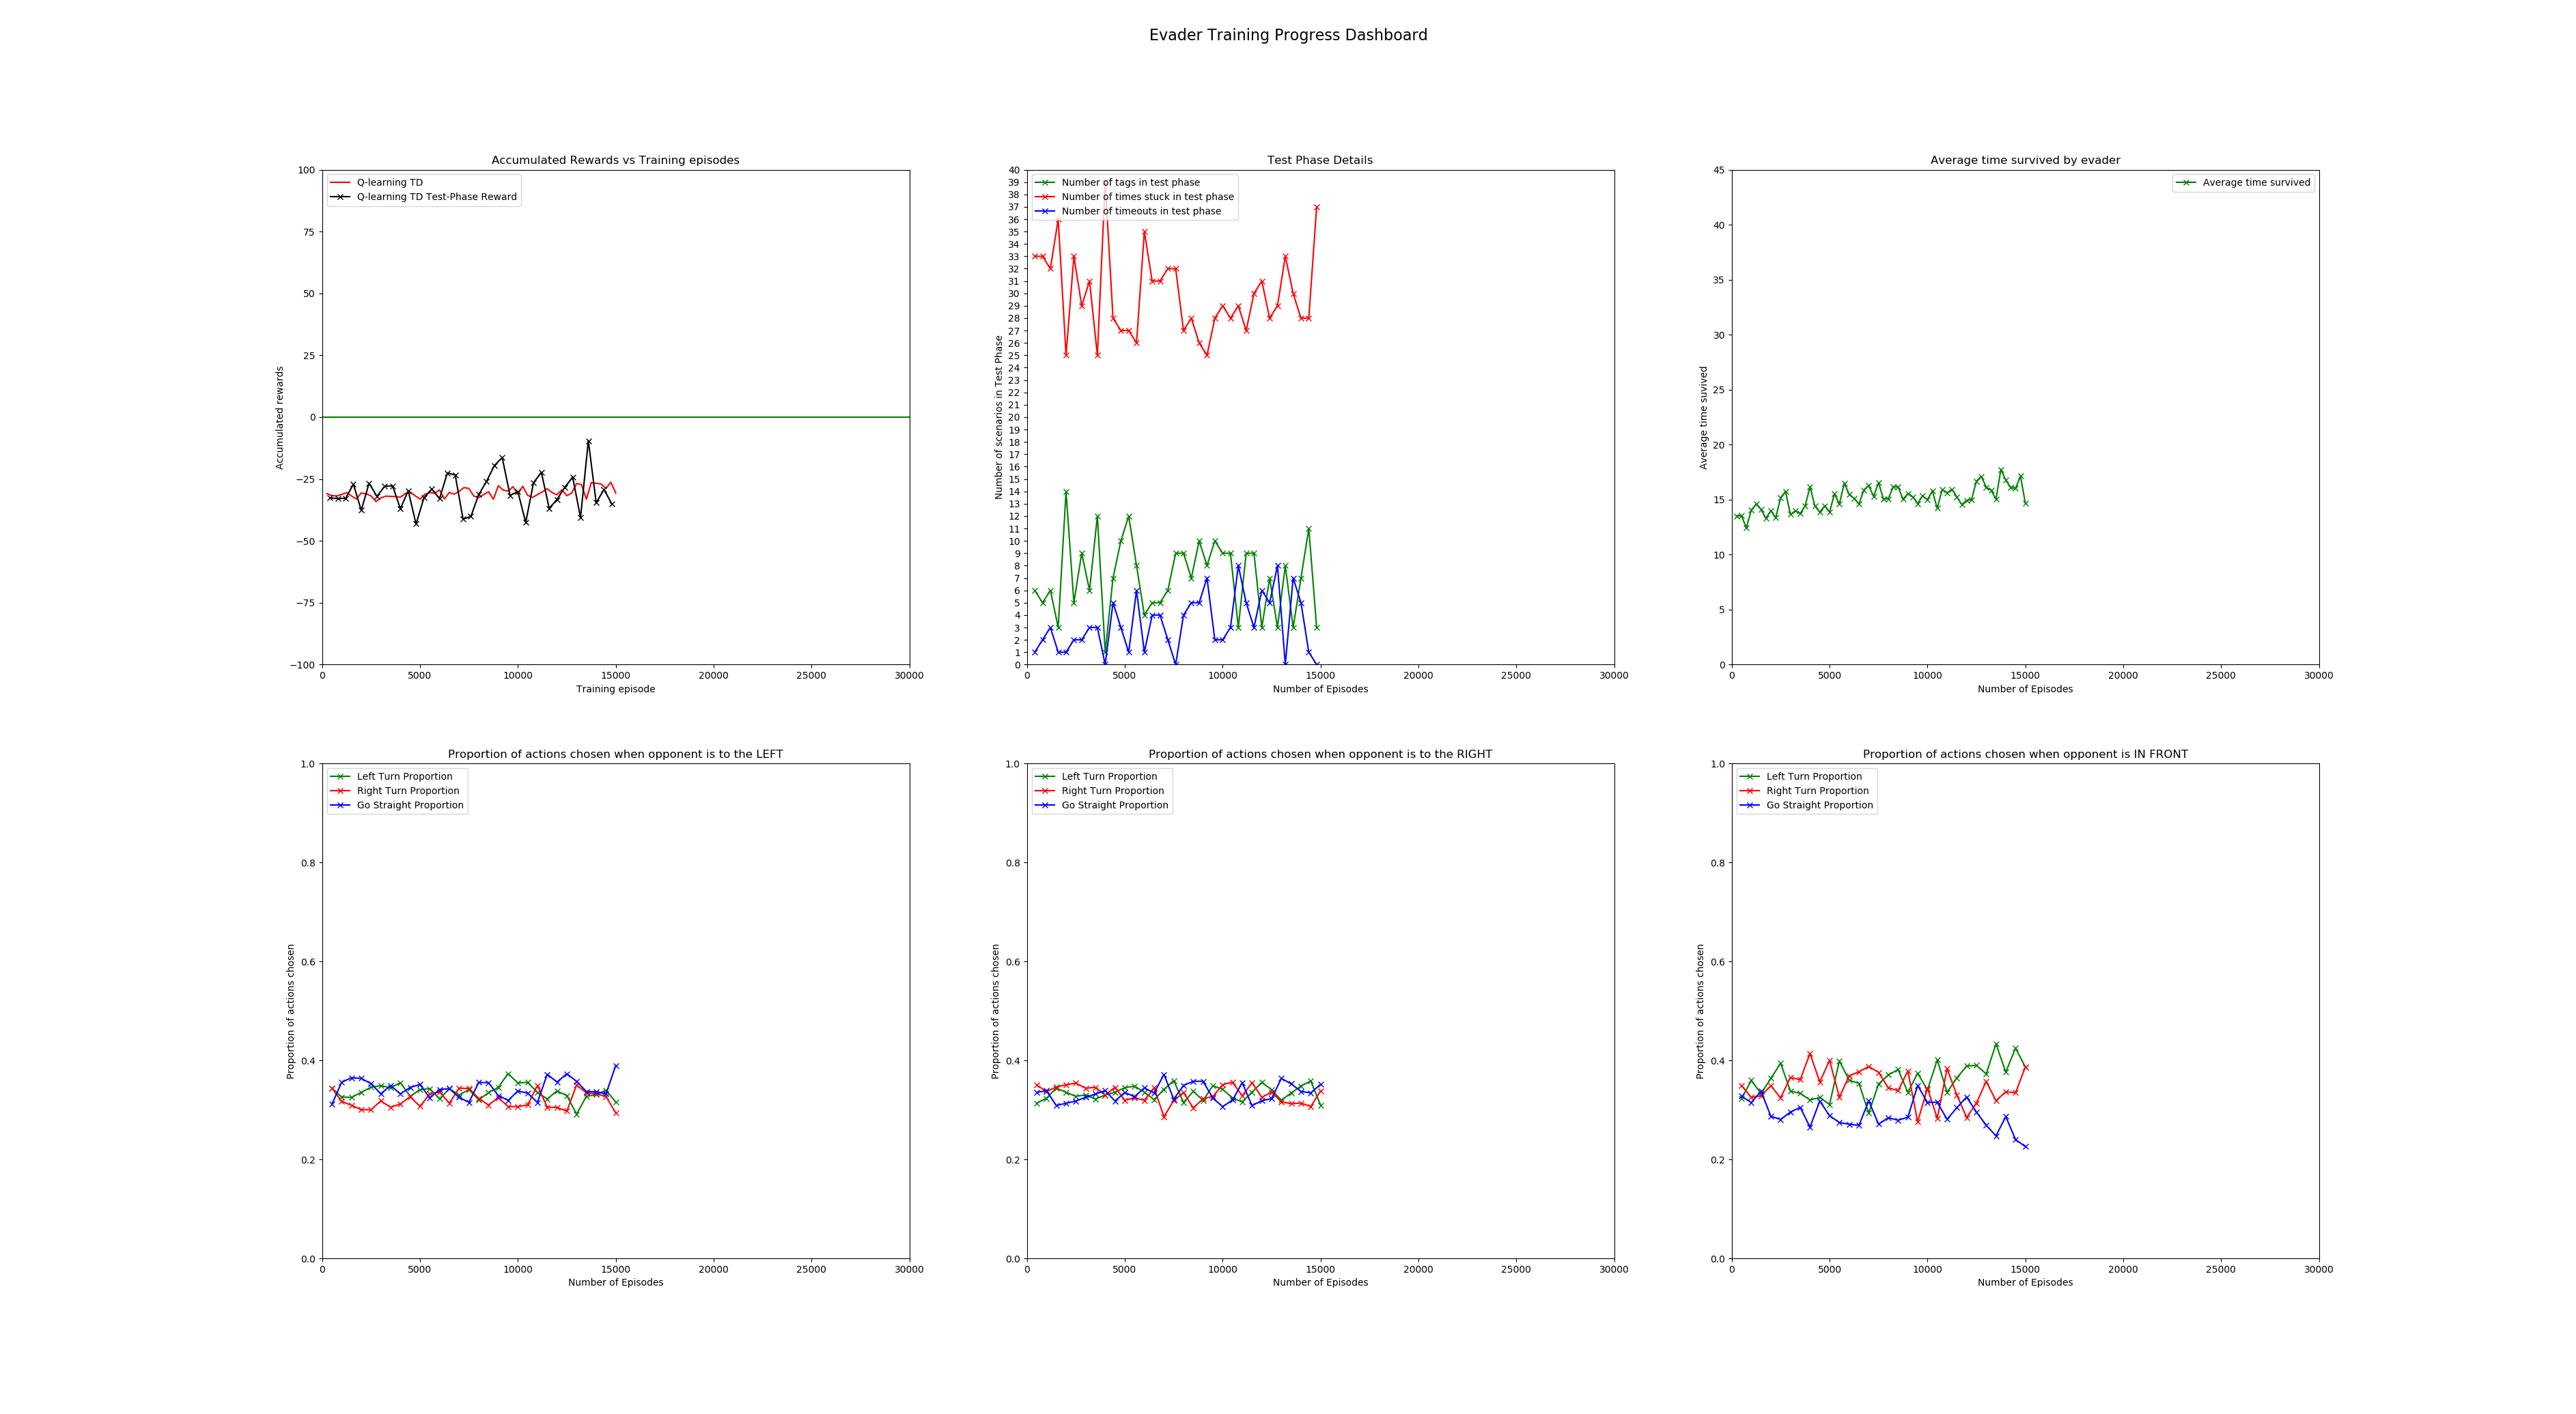 Evader Training Progress Dashboard
Accumulated Rewards vs Training episodes
Q-learning TD
Q-learning TD Test-Phase Reward
100
75
50
25
0
−25
−50
−75
−100
Accumulated rewards
0 5000 10000 15000 20000 25000 30000
Training episode
Test Phase Details
Number of tags in test phase
Number of times stuck in test phase
Number of timeouts in test phase
40
39
38
37
36
35
34
33
32
31
30
29
28
27
26
25
24
23
22
21
20
19
18
17
16
15
14
13
12
11
10
9
8
7
6
5
4
3
2
1
0
Number of scenarios in Test Phase
0 5000 10000 15000 20000 25000 30000
Number of Episodes
Average time survived by evader
Average time survived
45
40
35
30
25
20
15
10
5
0
Average time survived
0 5000 10000 15000 20000 25000 30000
Number of Episodes
Proportion of actions chosen when opponent is to the LEFT
Left Turn Proportion
Right Turn Proportion
Go Straight Proportion
1.0
0.8
0.6
0.4
0.2
0.0
Proportion of actions chosen
0 5000 10000 15000 20000 25000 30000
Number of Episodes
Proportion of actions chosen when opponent is to the RIGHT
Left Turn Proportion
Right Turn Proportion
Go Straight Proportion
1.0
0.8
0.6
0.4
0.2
0.0
Proportion of actions chosen
0 5000 10000 15000 20000 25000 30000
Number of Episodes
Proportion of actions chosen when opponent is IN FRONT
Left Turn Proportion
Right Turn Proportion
Go Straight Proportion
1.0
0.8
0.6
0.4
0.2
0.0
Proportion of actions chosen
0 5000 10000 15000 20000 25000 30000
Number of Episodes